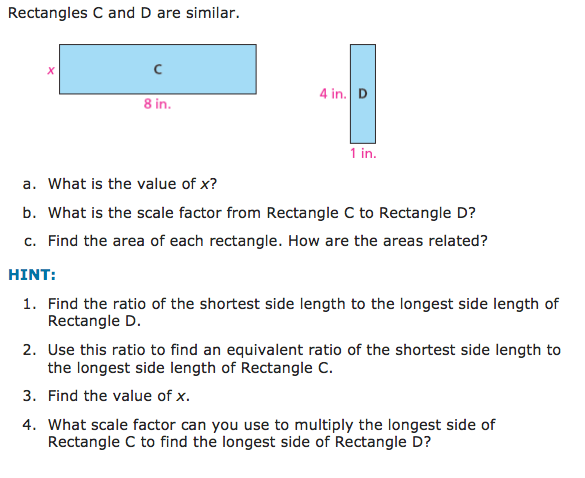 Rectangles C and D are similar.
x
C
8 in.
4 in.
D
1 in.
a. What is the value of x?
b. What is the scale factor from Rectangle C to Rectangle D?
c. Find the area of each rectangle. How are the areas related?
HINT:
1. Find the ratio of the shortest side length to the longest side length of
Rectangle D.
2. Use this ratio to find an equivalent ratio of the shortest side length to
the longest side length of Rectangle C.
3. Find the value of x.
4. What scale factor can you use to multiply the longest side of
Rectangle C to find the longest side of Rectangle D?